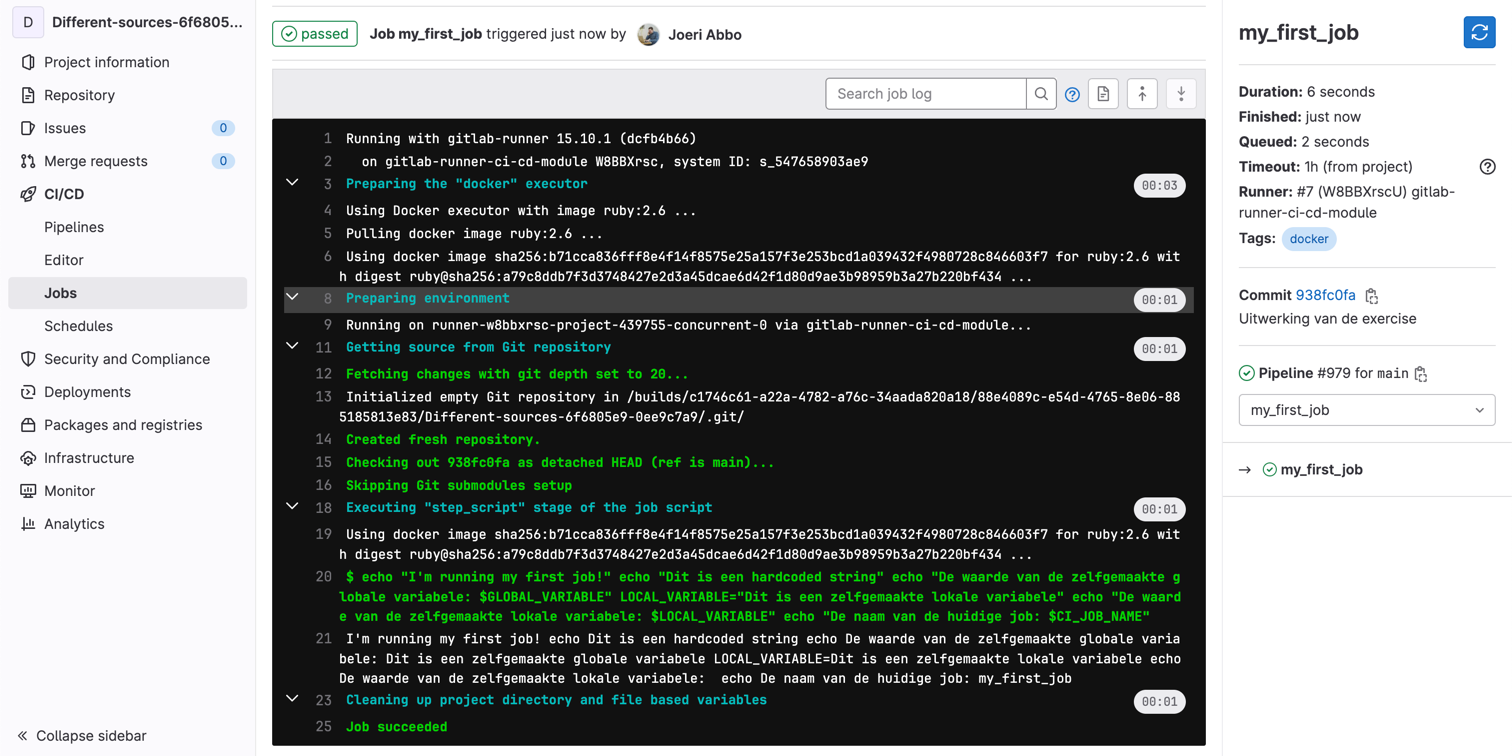 D Different-sources-6f6805...
Project information
Repository
Issues 0
Merge requests 0
CI/CD
Pipelines
Editor
Jobs
Schedules
Security and Compliance
Deployments
Packages and registries
Infrastructure
Monitor
Analytics
Collapse sidebar
passed Job my_first_job triggered just now by Joeri Abbo
Search job log
1 Running with gitlab-runner 15.10.1 (dcfb4b66)
2 on gitlab-runner-ci-cd-module W8BBXrsc, system ID: s_547658903ae9
3 Preparing the "docker" executor 00:03
4 Using Docker executor with image ruby:2.6 ...
5 Pulling docker image ruby:2.6 ...
6 Using docker image sha256:b71cca836fff8e4f14f8575e25a157f3e253bcd1a039432f4980728c846603f7 for ruby:2.6 wit
h digest ruby@sha256:a79c8ddb7f3d3748427e2d3a45dcae6d42f1d80d9ae3b98959b3a27b220bf434 ...
8 Preparing environment 00:01
9 Running on runner-w8bbxrsc-project-439755-concurrent-0 via gitlab-runner-ci-cd-module...
11 Getting source from Git repository 00:01
12 Fetching changes with git depth set to 20...
13 Initialized empty Git repository in /builds/c1746c61-a22a-4782-a76c-34aada820a18/88e4089c-e54d-4765-8e06-88
5185813e83/Different-sources-6f6805e9-0ee9c7a9/.git/
14 Created fresh repository.
15 Checking out 938fc0fa as detached HEAD (ref is main)...
16 Skipping Git submodules setup
18 Executing "step_script" stage of the job script 00:01
19 Using docker image sha256:b71cca836fff8e4f14f8575e25a157f3e253bcd1a039432f4980728c846603f7 for ruby:2.6 wit
h digest ruby@sha256:a79c8ddb7f3d3748427e2d3a45dcae6d42f1d80d9ae3b98959b3a27b220bf434 ...
20 $ echo "I'm running my first job!" echo "Dit is een hardcoded string" echo "De waarde van de zelfgemaakte g
lobale variabele: $GLOBAL_VARIABLE" LOCAL_VARIABLE="Dit is een zelfgemaakte lokale variabele" echo "De waard
e van de zelfgemaakte lokale variabele: $LOCAL_VARIABLE" echo "De naam van de huidige job: $CI_JOB_NAME"
21 I'm running my first job! echo Dit is een hardcoded string echo De waarde van de zelfgemaakte globale varia
bele: Dit is een zelfgemaakte globale variabele LOCAL_VARIABLE=Dit is een zelfgemaakte lokale variabele echo
De waarde van de zelfgemaakte lokale variabele:  echo De naam van de huidige job: my_first_job
23 Cleaning up project directory and file based variables 00:01
25 Job succeeded
my_first_job
Duration: 6 seconds
Finished: just now
Queued: 2 seconds
Timeout: 1h (from project)
Runner: #7 (W8BBXrscU) gitlab-
runner-ci-cd-module
Tags: docker
Commit 938fc0fa
Uitwerking van de exercise
Pipeline #979 for main
my_first_job
→ my_first_job